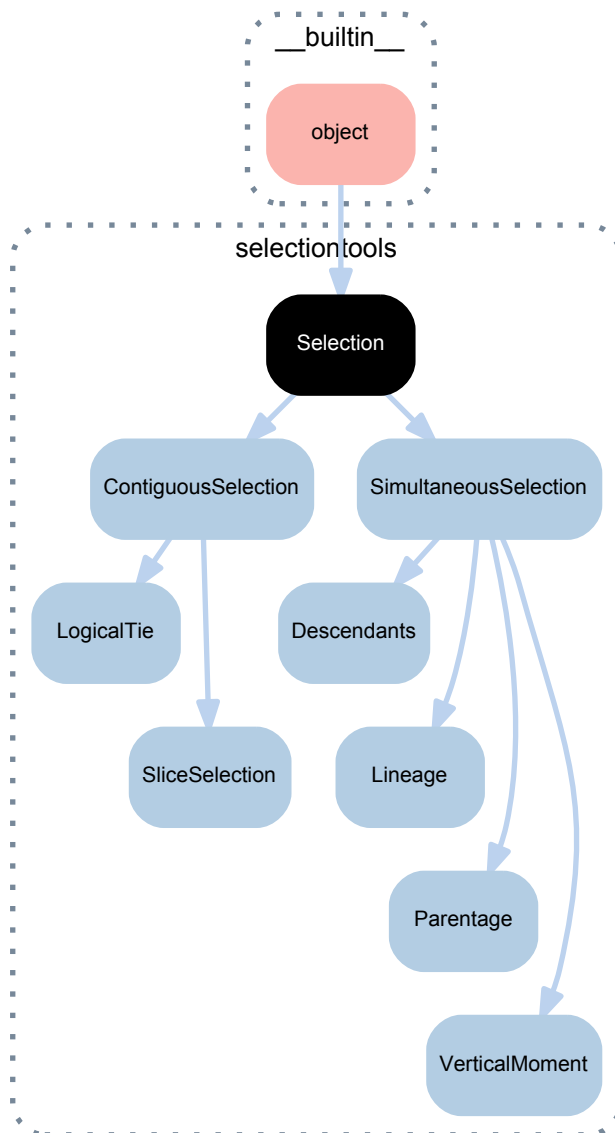 __builtin__
object
selectiontools
Selection
ContiguousSelection
SimultaneousSelection
LogicalTie
Descendants
SliceSelection
Lineage
Parentage
VerticalMoment